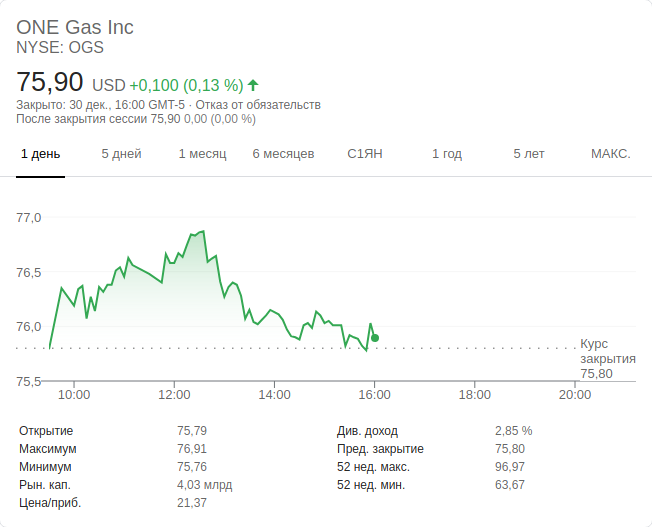 ONE Gas Inc
NYSE: OGS
75,90 USD +0,100 (0,13 %)
Закрыто: 30 дек., 16:00 GMT-5 · Отказ от обязательств
После закрытия сессии 75,90 0,00 (0,00 %)
1 день 5 дней 1 месяц 6 месяцев С1ЯН 1 год 5 лет МАКС.
77,0
76,5
76,0
75,5
Курс
закрытия
75,80
10:00 12:00 14:00 16:00 18:00 20:00
Открытие 75,79 Див. доход 2,85 %
Максимум 76,91 Пред. закрытие 75,80
Минимум 75,76 52 нед. макс. 96,97
Рын. кап. 4,03 млрд 52 нед. мин. 63,67
Цена/приб. 21,37